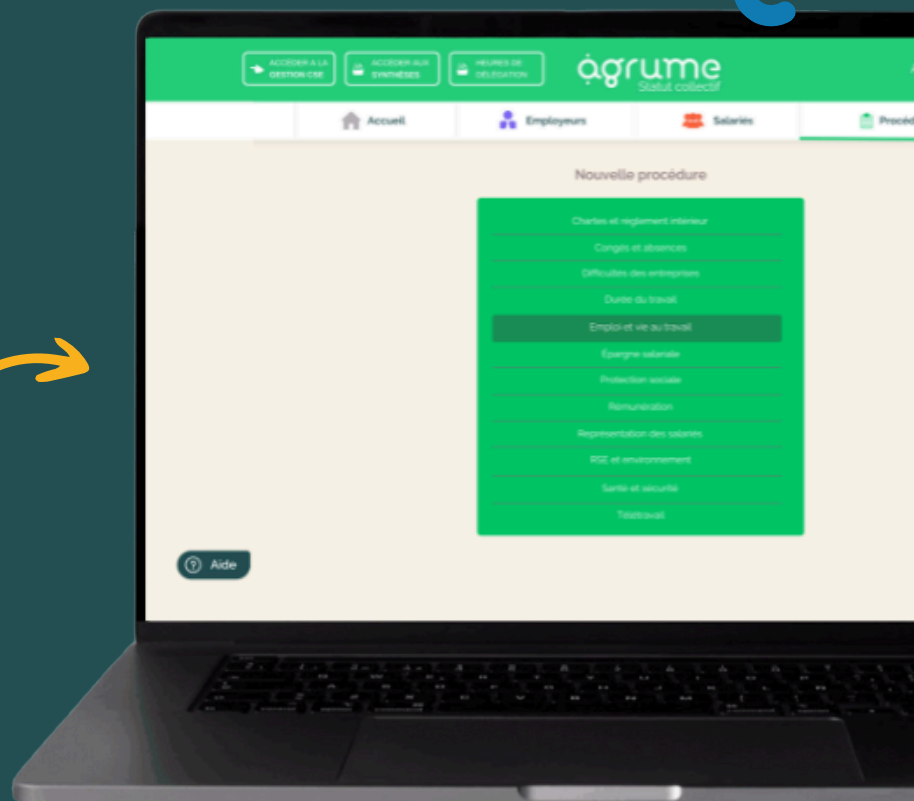 ACCÉDER À LA
GESTION CSE
ACCÉDER AUX
SYNTHÈSES
HEURES DE
DÉLÉGATION
agrume
Statut collectif
Accueil
Employeurs
Salariés
Procéd
Nouvelle procédure
Chartes et règlement intérieur
Congés et absences
Difficultés des entreprises
Durée du travail
Emploi et vie au travail
Épargne salariale
Protection sociale
Rémunération
Représentation des salariés
RSE et environnement
Santé et sécurité
Télétravail
? Aide